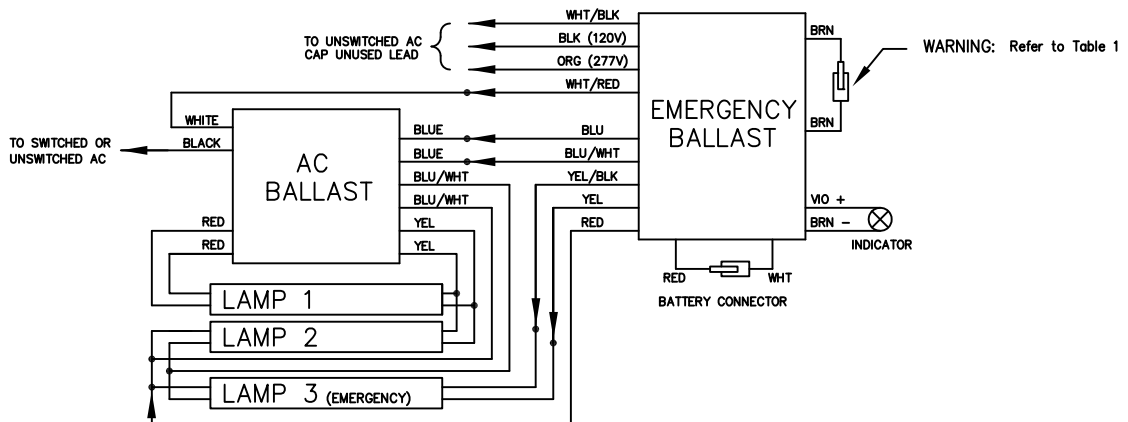 TO UNSWITCHED AC
CAP UNUSED LEAD
WHT/BLK
BLK (120V)
ORG (277V)
WHT/RED
BRN
WARNING: Refer to Table 1
EMERGENCY
BALLAST
BRN
TO SWITCHED OR
UNSWITCHED AC
WHITE
BLACK
AC
BALLAST
BLUE
BLU
BLUE
BLU/WHT
BLU/WHT
YEL/BLK
BLU/WHT
YEL
RED
YEL
RED
RED
YEL
VIO +
BRN −
INDICATOR
RED
WHT
BATTERY CONNECTOR
LAMP 1
LAMP 2
LAMP 3 (EMERGENCY)